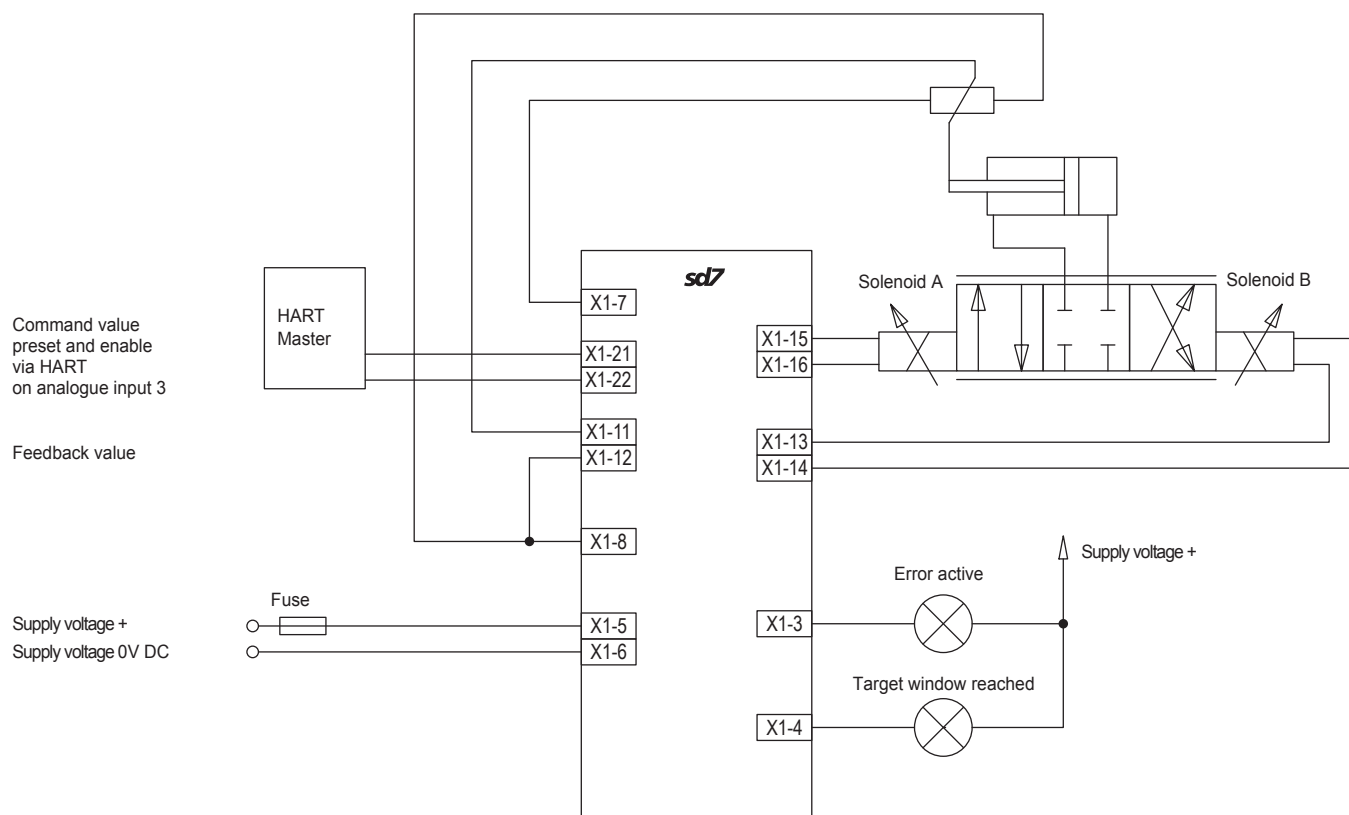 sd7
Solenoid A
Solenoid B
HART
Master
X1-7
Command value
preset and enable
via HART
on analogue input 3
X1-21
X1-22
X1-15
X1-16
Feedback value
X1-11
X1-12
X1-13
X1-14
X1-8
Supply voltage +
Error active
Fuse
Supply voltage +
X1-5
X1-3
Supply voltage 0V DC
X1-6
Target window reached
X1-4